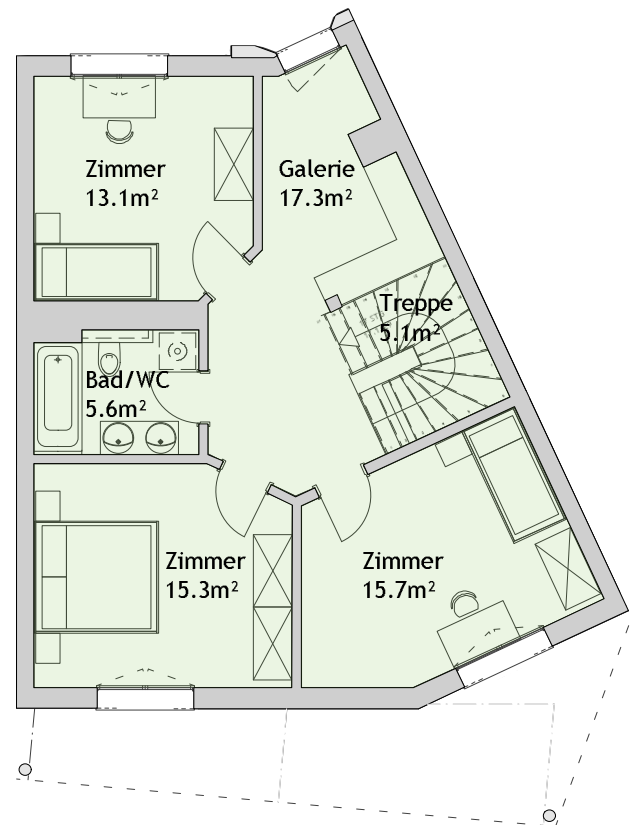 Zimmer
13.1m²
Galerie
17.3m²
Treppe
5.1m²
Bad/WC
5.6m²
Zimmer
15.3m²
Zimmer
15.7m²